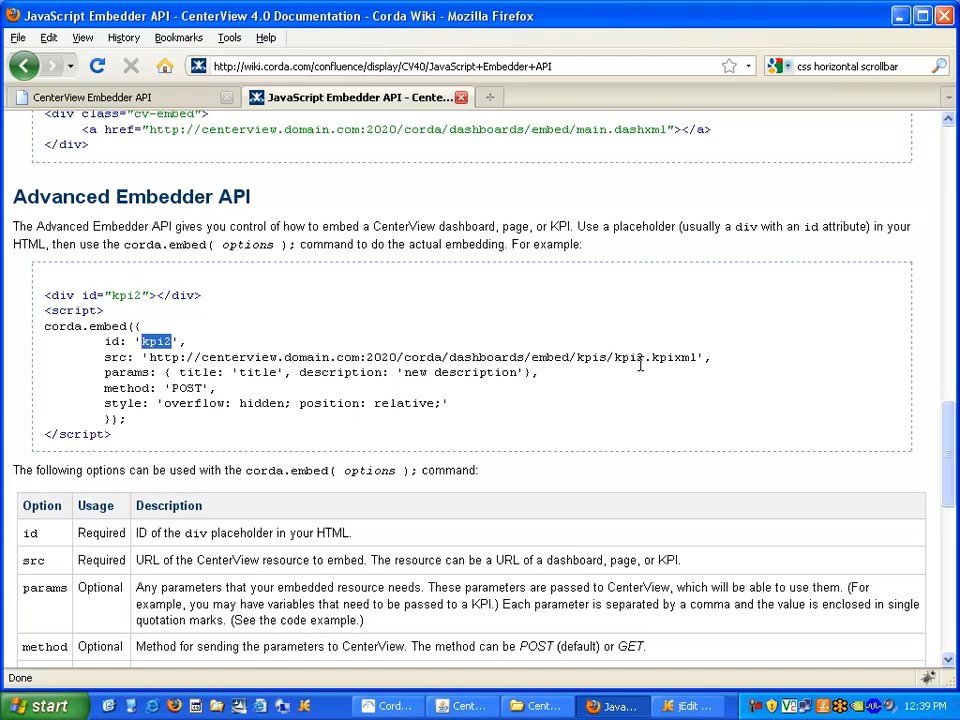 JavaScript Embedder API - CenterView 4.0 Documentation - Corda Wiki - Mozilla Firefox
File Edit View History Bookmarks Tools Help
http://wiki.corda.com/confluence/display/CV40/JavaScript+Embedder+API
css horizontal scrollbar
CenterView Embedder API
JavaScript Embedder API - Cente...
<div class="cv-embed">
<a href="http://centerview.domain.com:2020/corda/dashboards/embed/main.dashxml"></a>
</div>
Advanced Embedder API
The Advanced Embedder API gives you control of how to embed a CenterView dashboard, page, or KPI. Use a placeholder (usually a div with an id attribute) in your
HTML, then use the corda.embed( options ); command to do the actual embedding. For example:
<div id="kpi2"></div>
<script>
corda.embed({
id: 'kpi2',
src: 'http://centerview.domain.com:2020/corda/dashboards/embed/kpis/kpi2.kpixml',
params: { title: 'title', description: 'new description'},
method: 'POST',
style: 'overflow: hidden; position: relative;'
});
</script>
The following options can be used with the corda.embed( options ); command:
Option Usage Description
id Required ID of the div placeholder in your HTML.
src Required URL of the CenterView resource to embed. The resource can be a URL of a dashboard, page, or KPI.
params Optional Any parameters that your embedded resource needs. These parameters are passed to CenterView, which will be able to use them. (For
example, you may have variables that need to be passed to a KPI.) Each parameter is separated by a comma and the value is enclosed in single
quotation marks. (See the code example.)
method Optional Method for sending the parameters to CenterView. The method can be POST (default) or GET.
Done
start
Cord...
Cent...
Cent...
Java...
jEdit ...
12:39 PM